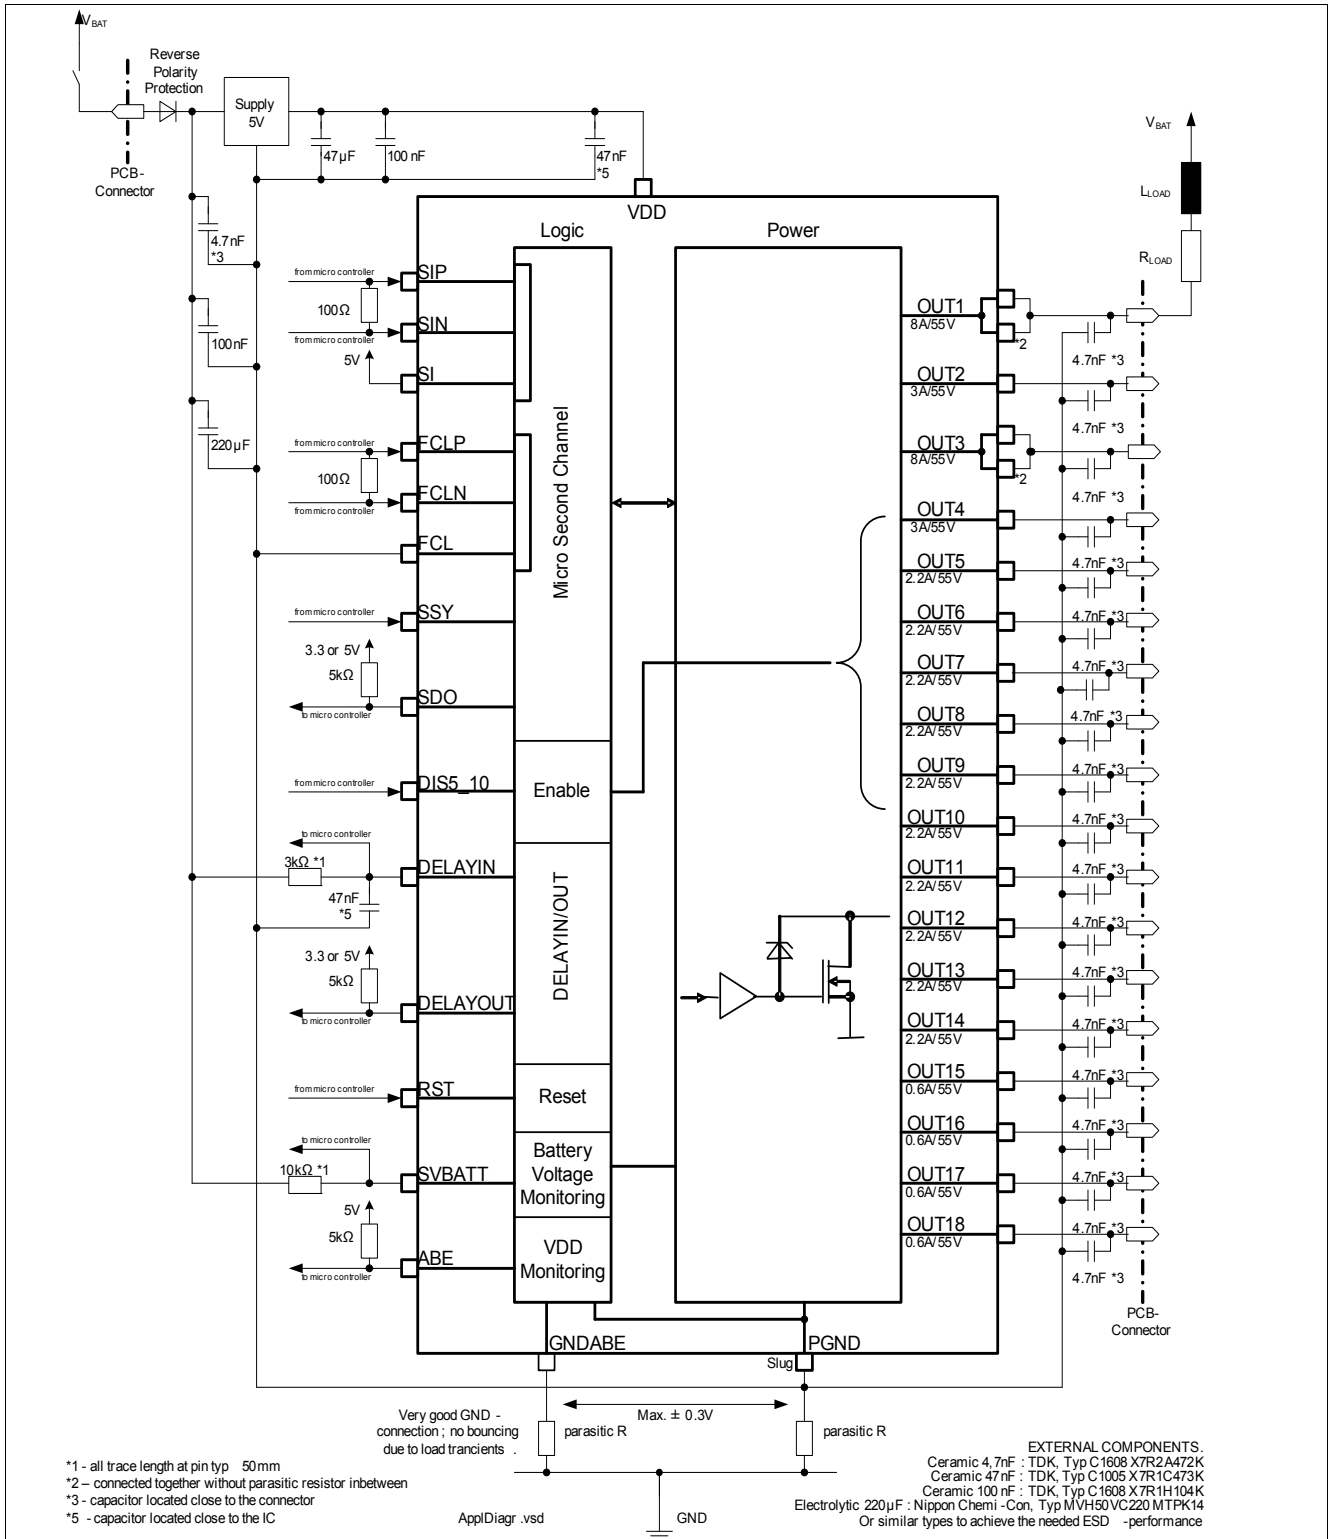 VBAT
Reverse
Polarity
Protection
Supply
5V
PCB-
Connector
47µF
100 nF
47nF
*5
VDD
4.7nF
*3
100nF
220µF
Logic
Power
from micro controller
SIP
100Ω
SIN
from micro controller
5V
SI
from micro controller
FCLP
100Ω
FCLN
from micro controller
FCL
Micro Second Channel
from micro controller
SSY
3.3 or 5V
5kΩ
SDO
to micro controller
from micro controller
DIS5_10
Enable
to micro controller
3kΩ *1
DELAYIN
47nF
*5
DELAYIN/OUT
3.3 or 5V
5kΩ
DELAYOUT
to micro controller
from micro controller
RST
Reset
to micro controller
10kΩ *1
SVBATT
Battery
Voltage
Monitoring
5V
5kΩ
ABE
to micro controller
VDD
Monitoring
VBAT
LLOAD
RLOAD
OUT1
8A/55V
*2
4.7nF *3
OUT2
3A/55V
4.7nF *3
OUT3
8A/55V
*2
4.7nF *3
OUT4
3A/55V
4.7nF *3
OUT5
2.2A/55V
4.7nF *3
OUT6
2.2A/55V
4.7nF *3
OUT7
2.2A/55V
4.7nF *3
OUT8
2.2A/55V
4.7nF *3
OUT9
2.2A/55V
4.7nF *3
OUT10
2.2A/55V
4.7nF *3
OUT11
2.2A/55V
4.7nF *3
OUT12
2.2A/55V
4.7nF *3
OUT13
2.2A/55V
4.7nF *3
OUT14
2.2A/55V
4.7nF *3
OUT15
0.6A/55V
4.7nF *3
OUT16
0.6A/55V
4.7nF *3
OUT17
0.6A/55V
4.7nF *3
OUT18
0.6A/55V
4.7nF *3
PCB-
Connector
GNDABE
Slug
PGND
Very good GND -
connection ; no bouncing
due to load trancients .
parasitic R
Max. ± 0.3V
parasitic R
*1 - all trace length at pin typ 50mm
*2 – connected together without parasitic resistor inbetween
*3 - capacitor located close to the connector
*5 - capacitor located close to the IC
ApplDiagr .vsd
GND
EXTERNAL COMPONENTS.
Ceramic 4,7nF : TDK, Typ C1608 X7R2A472K
Ceramic 47nF : TDK, Typ C1005 X7R1C473K
Ceramic 100 nF : TDK, Typ C1608 X7R1H104K
Electrolytic 220µF : Nippon Chemi -Con, Typ MVH50VC220 MTPK14
Or similar types to achieve the needed ESD -performance